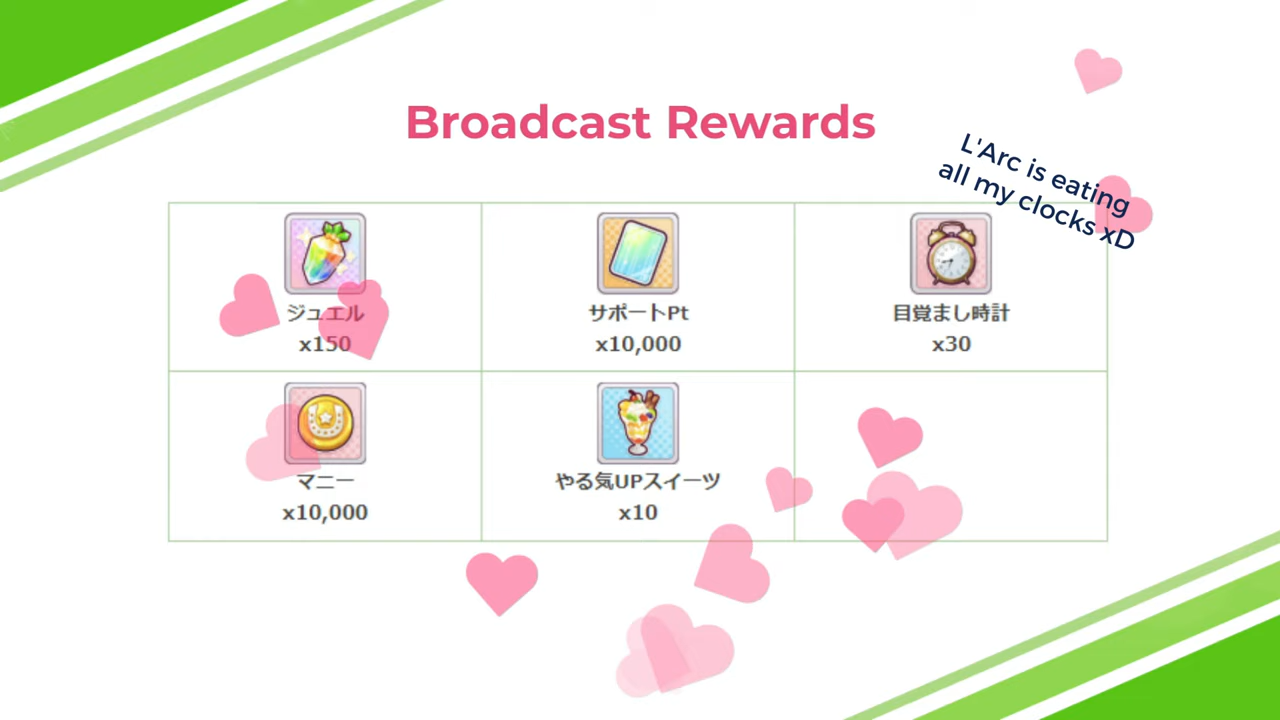 Broadcast Rewards
L'Arc is eating
all my clocks xD
ジュエル
x150
サポートPt
x10,000
目覚まし時計
x30
マニー
x10,000
やる気UPスイーツ
x10